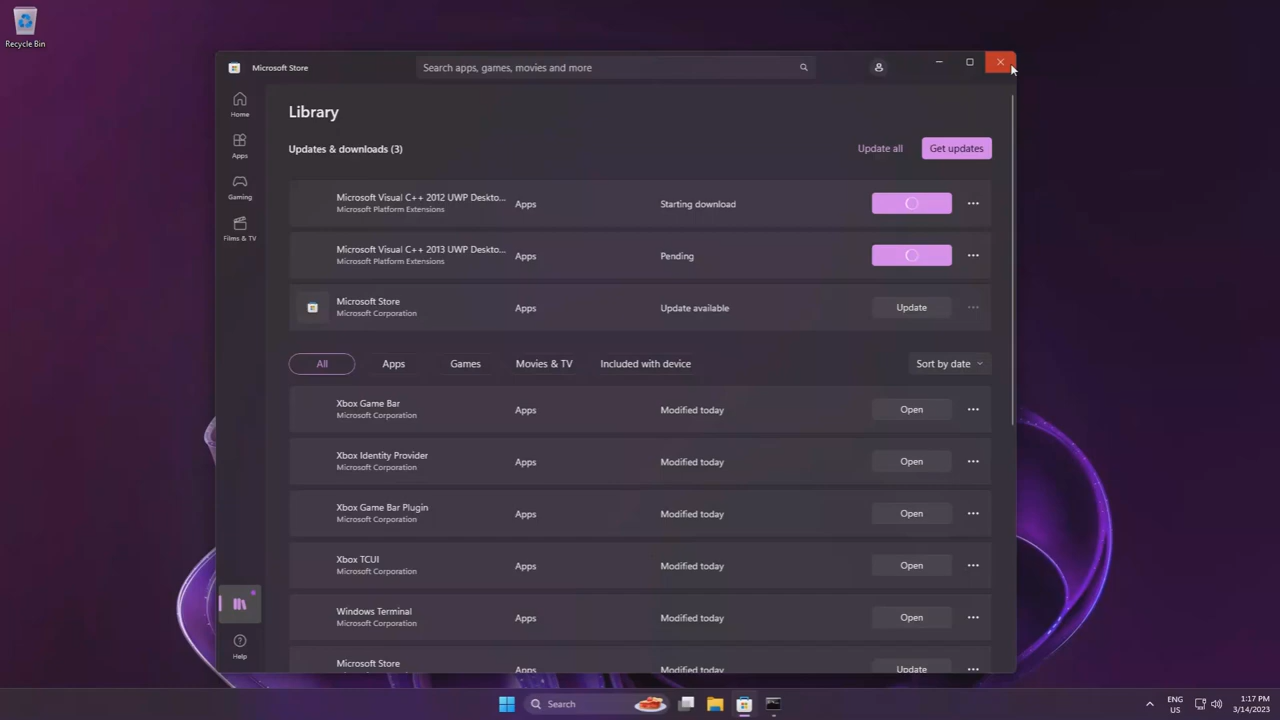 Recycle Bin
Microsoft Store
Search apps, games, movies and more
Home
Apps
Gaming
Films & TV
Library
Updates & downloads (3)
Update all
Get updates
Microsoft Visual C++ 2012 UWP Deskto...
Microsoft Platform Extensions
Apps
Starting download
Microsoft Visual C++ 2013 UWP Deskto...
Microsoft Platform Extensions
Apps
Pending
Microsoft Store
Microsoft Corporation
Apps
Update available
Update
All
Apps
Games
Movies & TV
Included with device
Sort by date
Xbox Game Bar
Microsoft Corporation
Apps
Modified today
Open
Xbox Identity Provider
Microsoft Corporation
Apps
Modified today
Open
Xbox Game Bar Plugin
Microsoft Corporation
Apps
Modified today
Open
Xbox TCUI
Microsoft Corporation
Apps
Modified today
Open
Windows Terminal
Microsoft Corporation
Apps
Modified today
Open
Microsoft Store
Apps
Modified today
Update
Help
Search
ENG
US
1:17 PM
3/14/2023